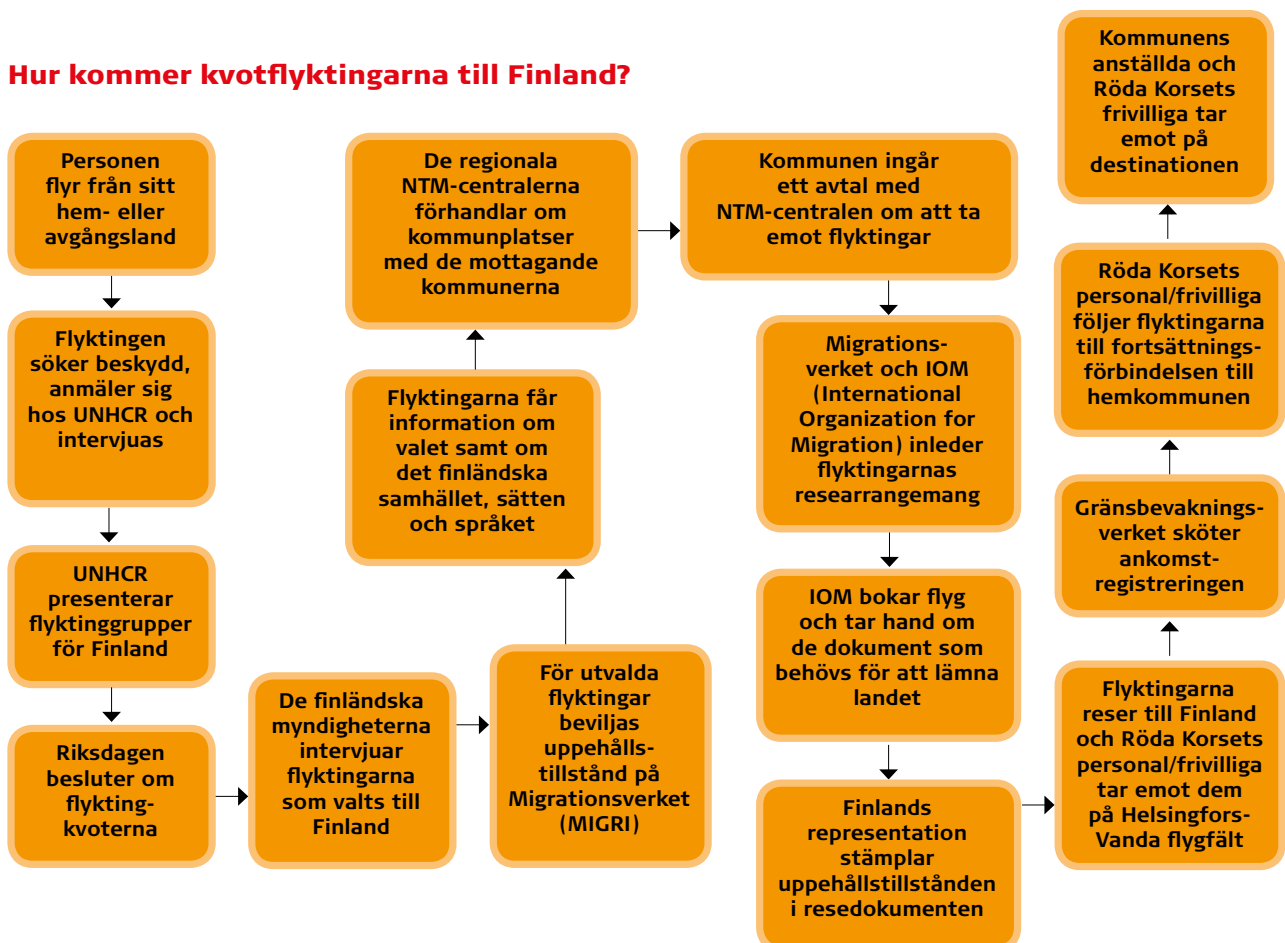 Hur kommer kvotflyktingarna till Finland?
Personen
flyr från sitt
hem- eller
avgångsland
Flyktingen
söker beskydd,
anmäler sig
hos UNHCR och
intervjuas
UNHCR
presenterar
flyktinggrupper
för Finland
Riksdagen
besluter om
flykting-
kvoterna
De finländska
myndigheterna
intervjuar
flyktingarna
som valts till
Finland
För utvalda
flyktingar
beviljas
uppehålls-
tillstånd på
Migrationsverket
(MIGRI)
Flyktingarna får
information om
valet samt om
det finländska
samhället, sätten
och språket
De regionala
NTM-centralerna
förhandlar om
kommunplatser
med de mottagande
kommunerna
Kommunen ingår
ett avtal med
NTM-centralen om att ta
emot flyktingar
Migrations-
verket och IOM
(International
Organization for
Migration) inleder
flyktingarnas
researrangemang
IOM bokar flyg
och tar hand om
de dokument som
behövs för att lämna
landet
Finlands
representation
stämplar
uppehållstillstånden
i resedokumenten
Flyktingarna
reser till Finland
och Röda Korsets
personal/frivilliga
tar emot dem
på Helsingfors-
Vanda flygfält
Gränsbevaknings-
verket sköter
ankomst-
registreringen
Röda Korsets
personal/frivilliga
följer flyktingarna
till fortsättnings-
förbindelsen till
hemkommunen
Kommunens
anställda och
Röda Korsets
frivilliga tar
emot på
destinationen